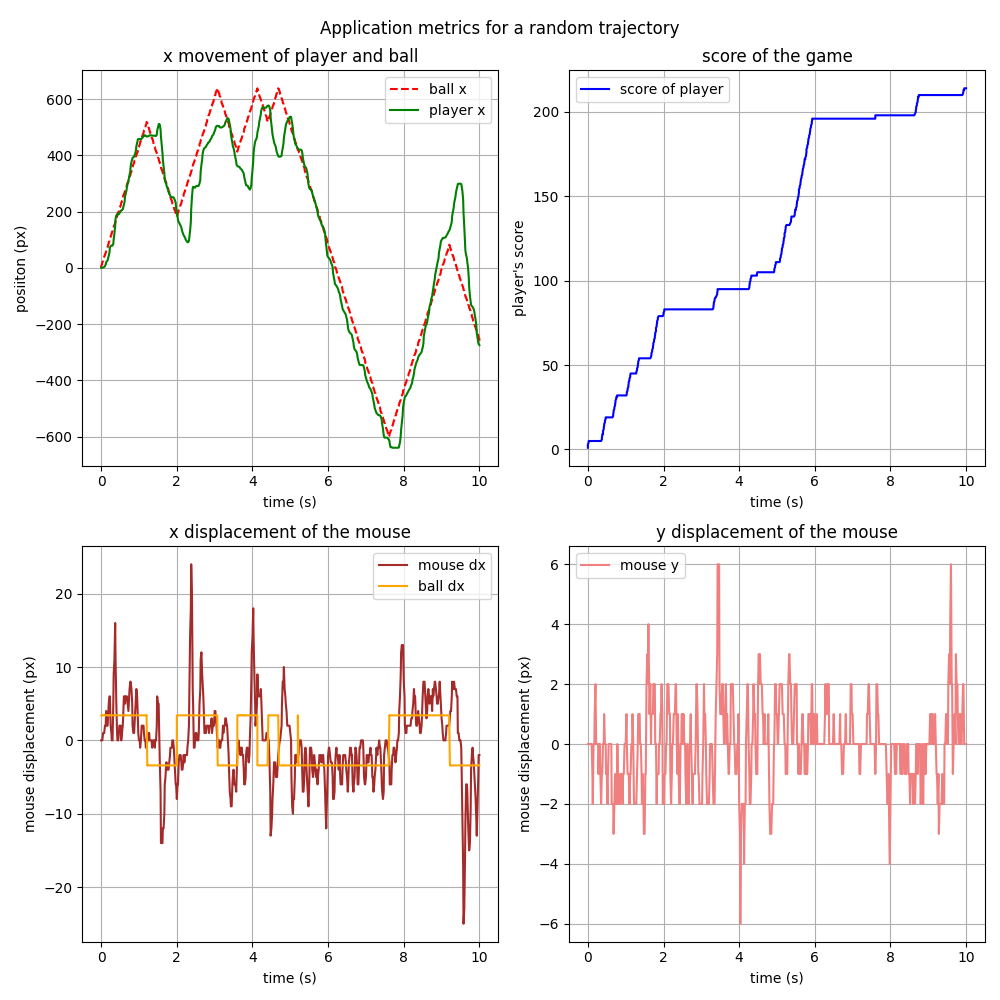 Application metrics for a random trajectory
x movement of player and ball
ball x
player x
600
400
200
0
−200
−400
−600
posiiton (px)
0 2 4 6 8 10
time (s)
score of the game
score of player
200
150
100
50
0
player's score
0 2 4 6 8 10
time (s)
x displacement of the mouse
mouse dx
ball dx
20
10
0
−10
−20
mouse displacement (px)
0 2 4 6 8 10
time (s)
y displacement of the mouse
mouse y
6
4
2
0
−2
−4
−6
mouse displacement (px)
0 2 4 6 8 10
time (s)